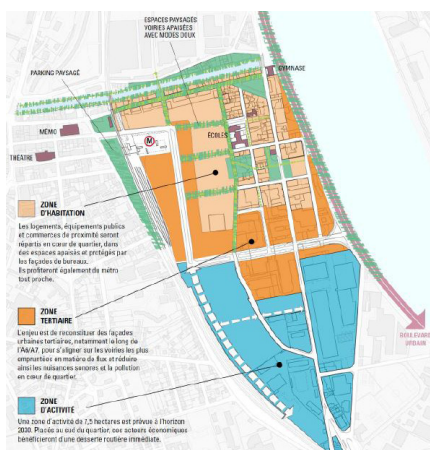 ESPACES PAYSAGÉS
VOIRIES APAISÉES
AVEC MODES DOUX
PARKING PAYSAGÉ
GYMNASE
MÉMO
M
ÉCOLES
THÉÂTRE
ZONE
D'HABITATION
Les logements, équipements publics
et commerces de proximité seront
répartis en cœur de quartier, dans
des espaces apaisés et protégés par
les façades de bureaux.
Ils profiteront également du métro
tout proche.
ZONE
TERTIAIRE
L'enjeu est de reconstituer des façades
urbaines tertiaires, notamment le long de
l'A6/A7, pour s'aligner sur les voiries les plus
empruntées en matière de flux et réduire
ainsi les nuisances sonores et la pollution
en cœur de quartier.
BOULEVARD
URBAIN
ZONE
D'ACTIVITÉ
Une zone d'activité de 7,5 hectares est prévue à l'horizon
2030. Placés au sud du quartier, ces acteurs économiques
bénéficieront d'une desserte routière immédiate.